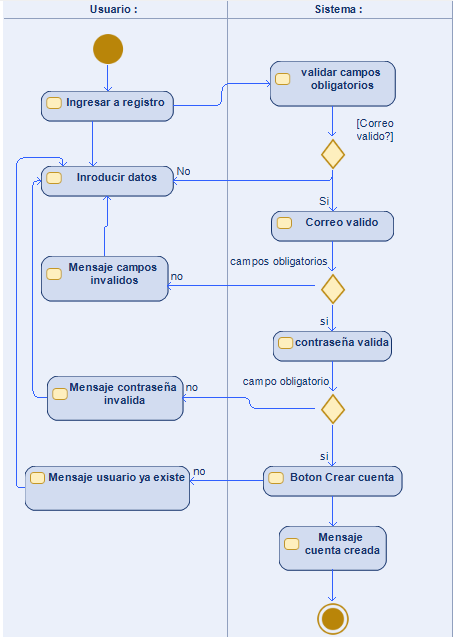 Usuario :
Sistema :
validar campos
obligatorios
Ingresar a registro
[Correo
valido?]
No
Inroducir datos
Si
Correo valido
campos obligatorios
Mensaje campos
invalidos
no
si
contraseña valida
campo obligatorio
Mensaje contraseña
invalida
no
si
Mensaje usuario ya existe
no
Boton Crear cuenta
Mensaje
cuenta creada